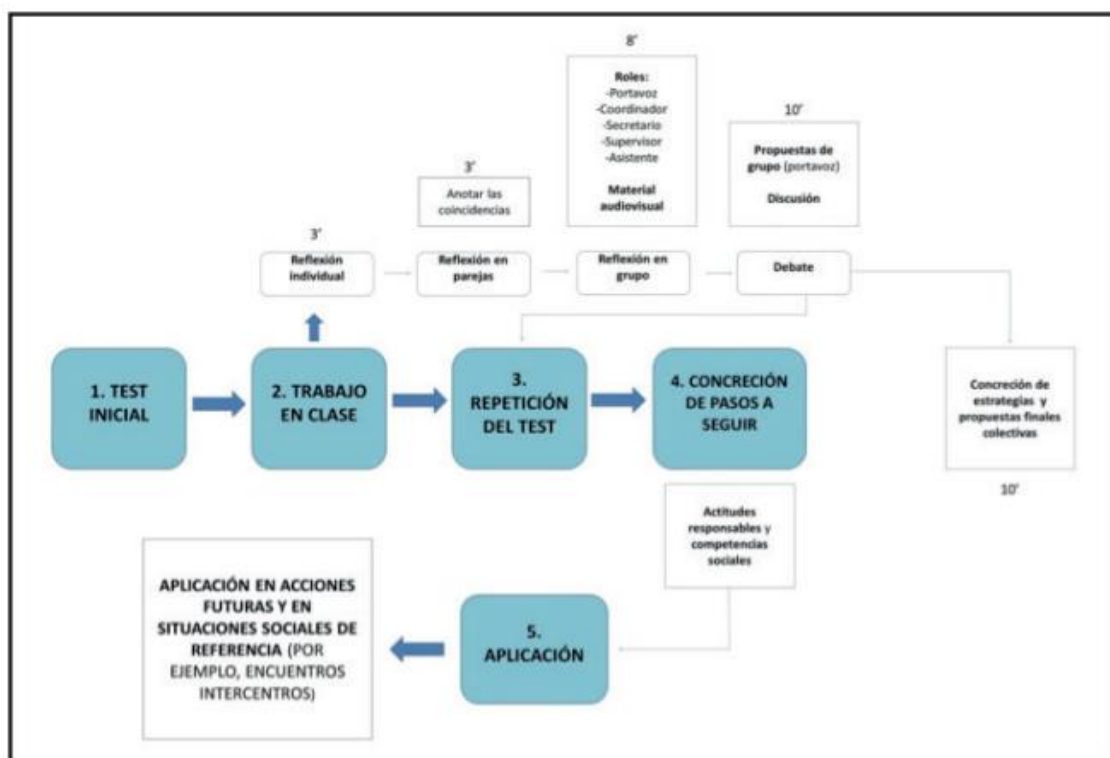 8'
Roles:
-Portavoz
-Coordinador
-Secretario
-Supervisor
-Asistente
Material
audiovisual
10'
Propuestas de
grupo (portavoz)
Discusión
3'
Anotar las
coincidencias
3'
Reflexión
individual
Reflexión en
parejas
Reflexión en
grupo
Debate
1. TEST
INICIAL
2. TRABAJO
EN CLASE
3.
REPETICIÓN
DEL TEST
4. CONCRECIÓN
DE PASOS A
SEGUIR
Concreción de
estrategias y
propuestas finales
colectivas
10'
Actitudes
responsables y
competencias
sociales
APLICACIÓN EN ACCIONES
FUTURAS Y EN
SITUACIONES SOCIALES DE
REFERENCIA (POR
EJEMPLO, ENCUENTROS
INTERCENTROS)
5.
APLICACIÓN